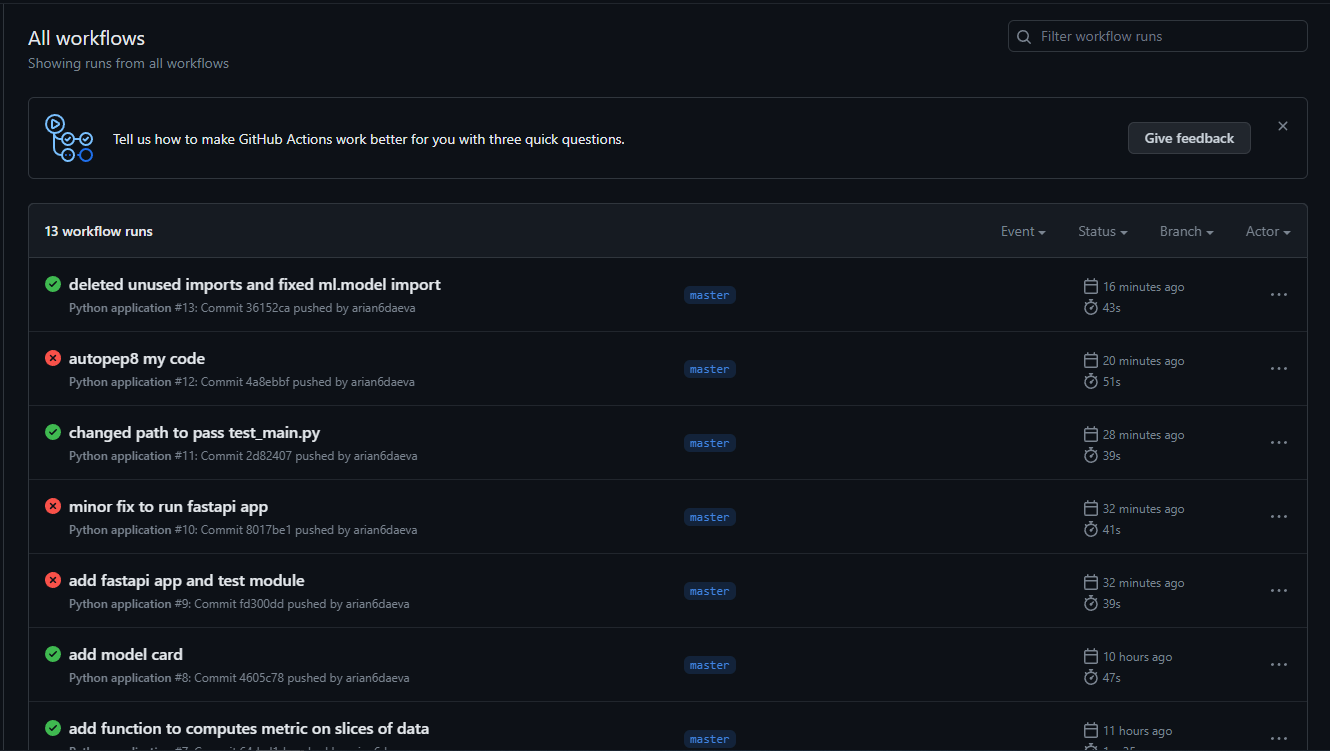 All workflows
Showing runs from all workflows
Filter workflow runs
Tell us how to make GitHub Actions work better for you with three quick questions.
Give feedback
13 workflow runs
Event
Status
Branch
Actor
deleted unused imports and fixed ml.model import
Python application #13: Commit 36152ca pushed by arian6daeva
master
16 minutes ago
43s
autopep8 my code
Python application #12: Commit 4a8ebbf pushed by arian6daeva
master
20 minutes ago
51s
changed path to pass test_main.py
Python application #11: Commit 2d82407 pushed by arian6daeva
master
28 minutes ago
39s
minor fix to run fastapi app
Python application #10: Commit 8017be1 pushed by arian6daeva
master
32 minutes ago
41s
add fastapi app and test module
Python application #9: Commit fd300dd pushed by arian6daeva
master
32 minutes ago
39s
add model card
Python application #8: Commit 4605c78 pushed by arian6daeva
master
10 hours ago
47s
add function to computes metric on slices of data
master
11 hours ago